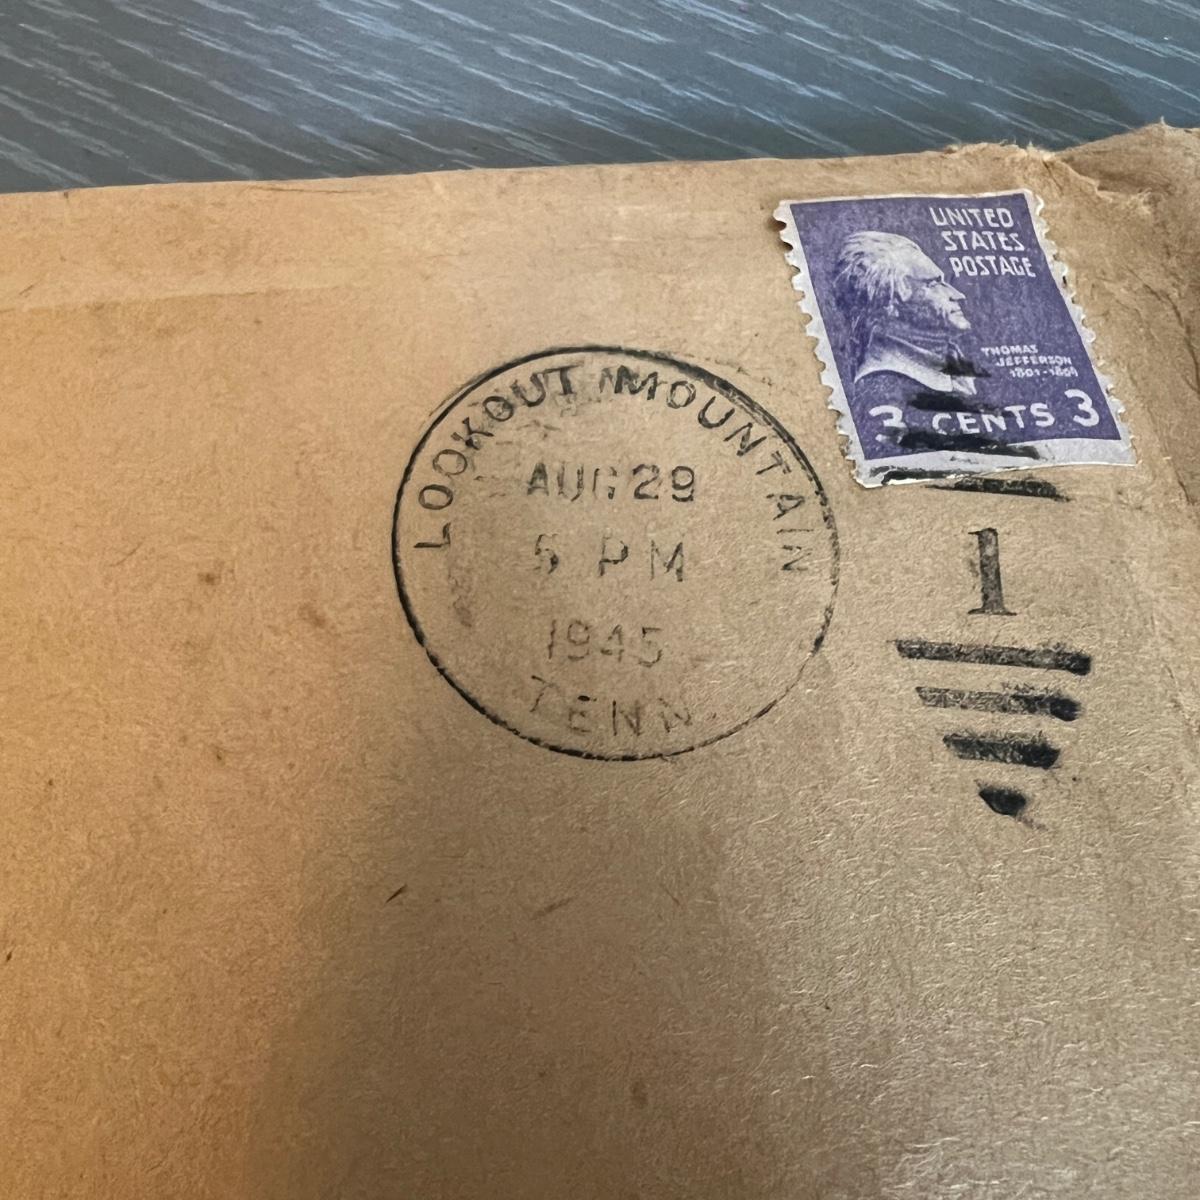 UNITED
STATES
POSTAGE
THOMAS
JEFFERSON
1801-1809
3 CENTS 3
LOOKOUT MOUNTAIN
AUG 29
5 PM
1945
TENN.
1